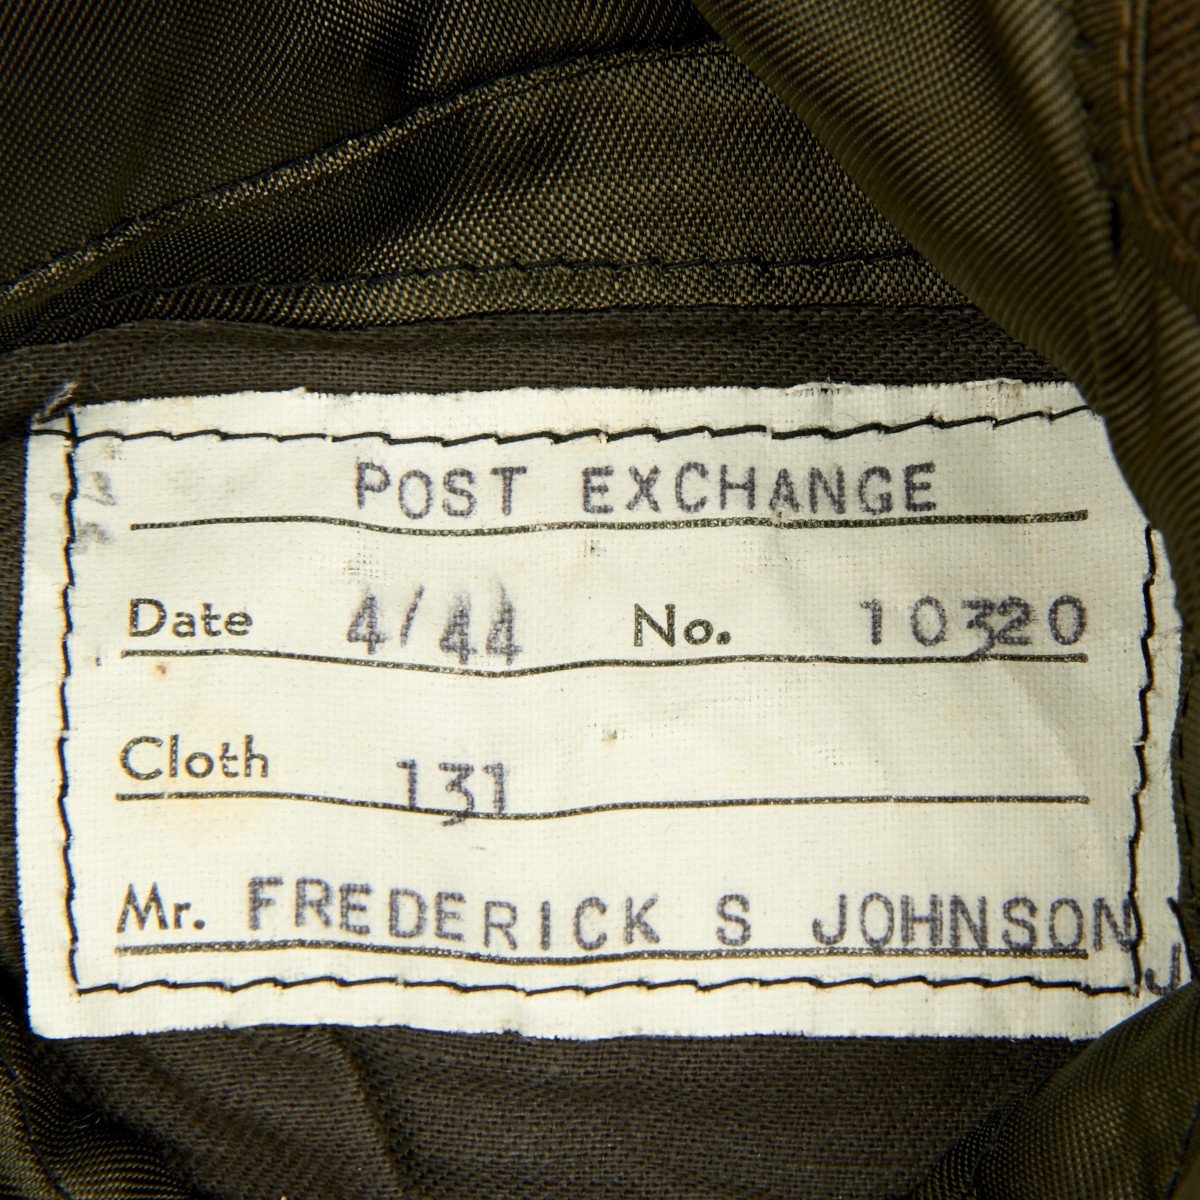 POST EXCHANGE
Date 4/44 No. 10320
Cloth 131
Mr. FREDERICK S JOHNSON
J